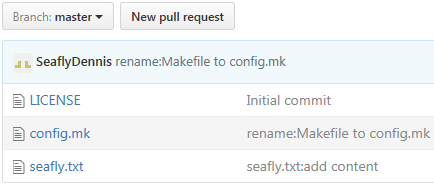 Branch: master New pull request
SeaflyDennis rename:Makefile to config.mk
LICENSE Initial commit
config.mk rename:Makefile to config.mk
seafly.txt seafly.txt:add content